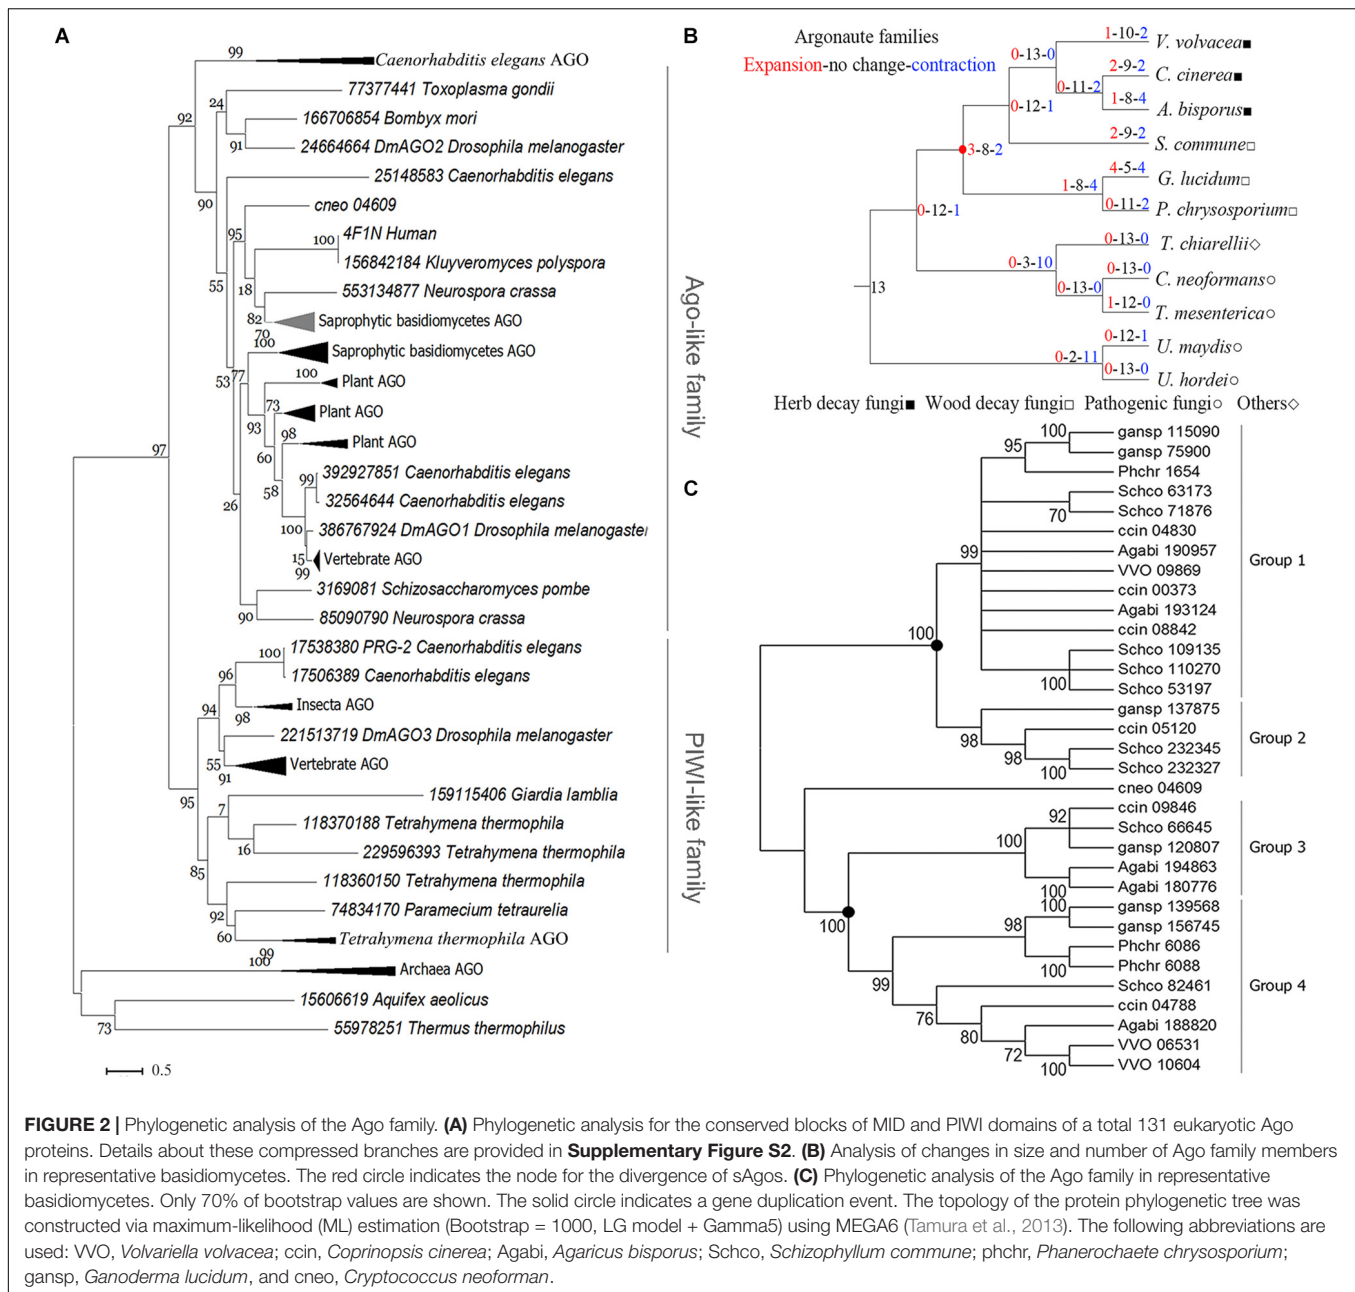 A
99
Caenorhabditis elegans AGO
77377441 Toxoplasma gondii
24
166706854 Bombyx mori
92
91
24664664 DmAGO2 Drosophila melanogaster
25148583 Caenorhabditis elegans
90
cneo 04609
95
4F1N Human
100
156842184 Kluyveromyces polyspora
55
18
553134877 Neurospora crassa
82
Saprophytic basidiomycetes AGO
70
100
Saprophytic basidiomycetes AGO
53
77
100
Plant AGO
73
Plant AGO
93
98
Plant AGO
60
392927851 Caenorhabditis elegans
99
58
32564644 Caenorhabditis elegans
26
100
386767924 DmAGO1 Drosophila melanogaster
15
Vertebrate AGO
99
3169081 Schizosaccharomyces pombe
90
85090790 Neurospora crassa
97
Ago-like family
17538380 PRG-2 Caenorhabditis elegans
100
17506389 Caenorhabditis elegans
96
Insecta AGO
98
94
221513719 DmAGO3 Drosophila melanogaster
55
Vertebrate AGO
91
95
159115406 Giardia lamblia
7
118370188 Tetrahymena thermophila
16
229596393 Tetrahymena thermophila
85
118360150 Tetrahymena thermophila
92
74834170 Paramecium tetraurelia
60
Tetrahymena thermophila AGO
99
PIWI-like family
100
Archaea AGO
15606619 Aquifex aeolicus
73
55978251 Thermus thermophilus
0.5
B
Argonaute families
Expansion-no change-contraction
1-10-2
V. volvacea■
0-13-0
2-9-2
C. cinerea■
0-11-2
1-8-4
A. bisporus■
0-12-1
2-9-2
S. commune□
3-8-2
4-5-4
G. lucidum□
1-8-4
0-11-2
P. chrysosporium□
0-12-1
0-13-0
T. chiarellii◇
0-3-10
0-13-0
C. neoformans○
0-13-0
1-12-0
T. mesenterica○
13
0-12-1
U. maydis○
0-2-11
0-13-0
U. hordei○
Herb decay fungi■ Wood decay fungi□ Pathogenic fungi○ Others◇
C
100
gansp 115090
95
gansp 75900
Phchr 1654
Schco 63173
70
Schco 71876
ccin 04830
99
Agabi 190957
Group 1
VVO 09869
ccin 00373
Agabi 193124
100
ccin 08842
Schco 109135
Schco 110270
100
Schco 53197
gansp 137875
98
ccin 05120
Group 2
98
Schco 232345
100
Schco 232327
cneo 04609
ccin 09846
92
Schco 66645
100
gansp 120807
Group 3
Agabi 194863
100
Agabi 180776
100
100
gansp 139568
98
gansp 156745
Phchr 6086
100
Phchr 6088
99
Schco 82461
Group 4
76
ccin 04788
80
Agabi 188820
72
VVO 06531
100
VVO 10604
FIGURE 2 | Phylogenetic analysis of the Ago family. (A) Phylogenetic analysis for the conserved blocks of MID and PIWI domains of a total 131 eukaryotic Ago
proteins. Details about these compressed branches are provided in Supplementary Figure S2. (B) Analysis of changes in size and number of Ago family members
in representative basidiomycetes. The red circle indicates the node for the divergence of sAgos. (C) Phylogenetic analysis of the Ago family in representative
basidiomycetes. Only 70% of bootstrap values are shown. The solid circle indicates a gene duplication event. The topology of the protein phylogenetic tree was
constructed via maximum-likelihood (ML) estimation (Bootstrap = 1000, LG model + Gamma5) using MEGA6 (Tamura et al., 2013). The following abbreviations are
used: VVO, Volvariella volvacea; ccin, Coprinopsis cinerea; Agabi, Agaricus bisporus; Schco, Schizophyllum commune; phchr, Phanerochaete chrysosporium;
gansp, Ganoderma lucidum, and cneo, Cryptococcus neoforman.